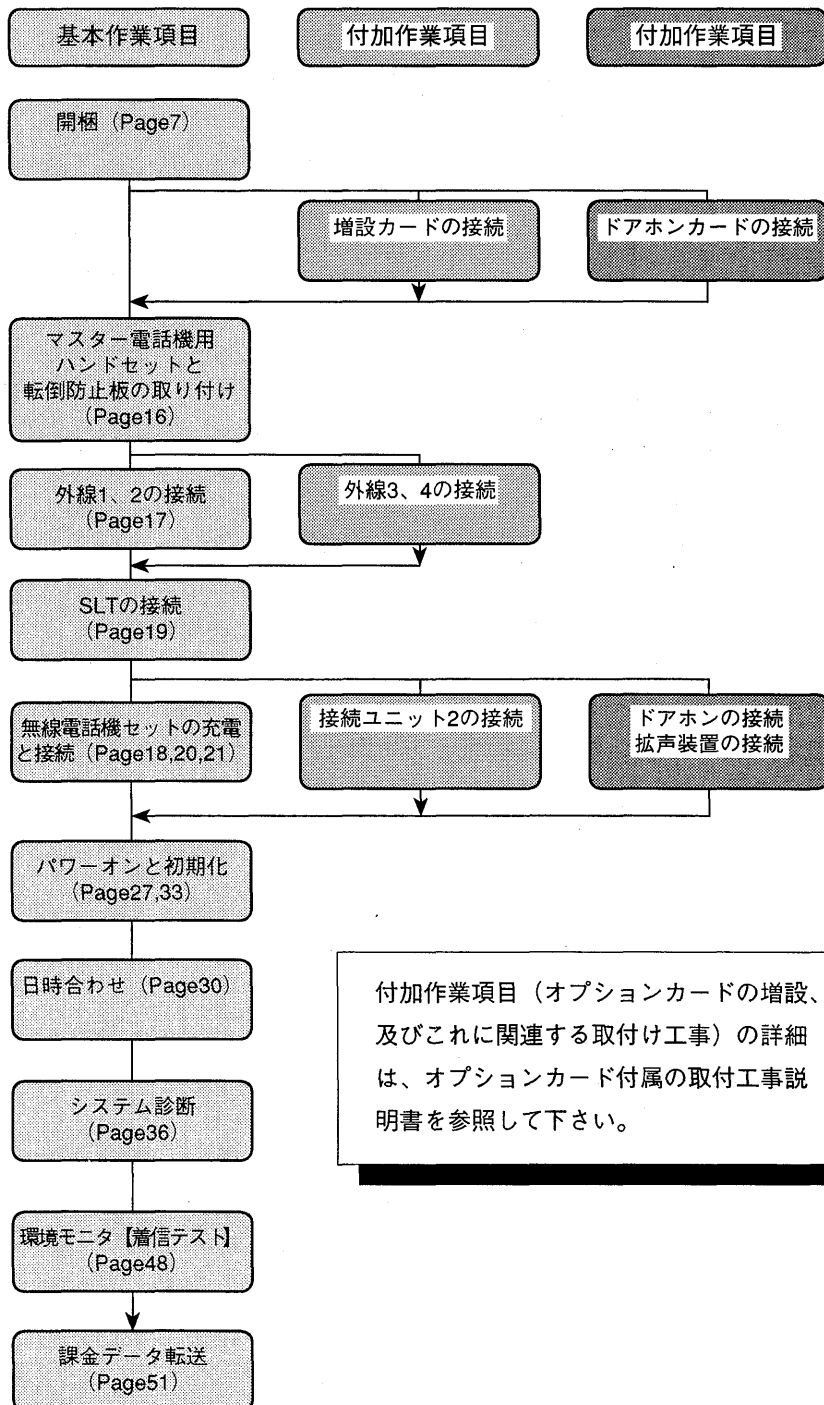 基本作業項目
付加作業項目
付加作業項目
開梱（Page7）
増設カードの接続
ドアホンカードの接続
マスター電話機用
ハンドセットと
転倒防止板の取り付け
（Page16）
外線1、2の接続
（Page17）
外線3、4の接続
SLTの接続
（Page19）
無線電話機セットの充電
と接続（Page18,20,21）
接続ユニット2の接続
ドアホンの接続
拡声装置の接続
パワーオンと初期化
（Page27,33）
日時合わせ（Page30）
付加作業項目（オプションカードの増設、
及びこれに関連する取付け工事）の詳細
は、オプションカード付属の取付工事説
明書を参照して下さい。
システム診断
（Page36）
環境モニタ【着信テスト】
（Page48）
課金データ転送
（Page51）